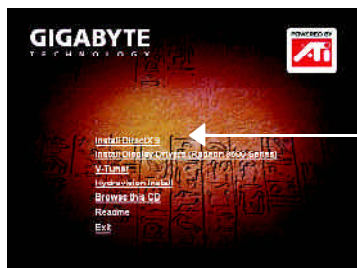 GIGABYTE
TECHNOLOGY
POWERED BY
ATi
Install DirectX 9
Install Display Drivers (Radeon 9600 Series)
V-Tuner
Hydravision Install
Browse this CD
Readme
Exit